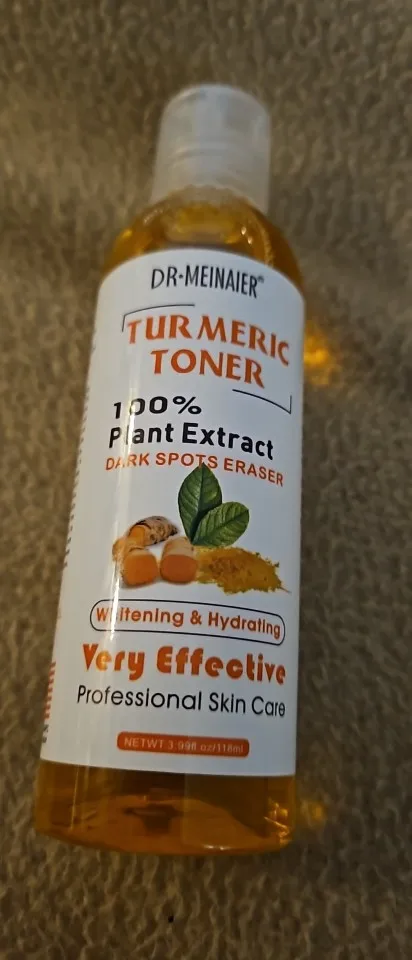 DR·MEINAIER®
TURMERIC
TONER
100%
Plant Extract
DARK SPOTS ERASER
Whitening & Hydrating
Very Effective
Professional Skin Care
NETWT 3.99fl.oz/118ml